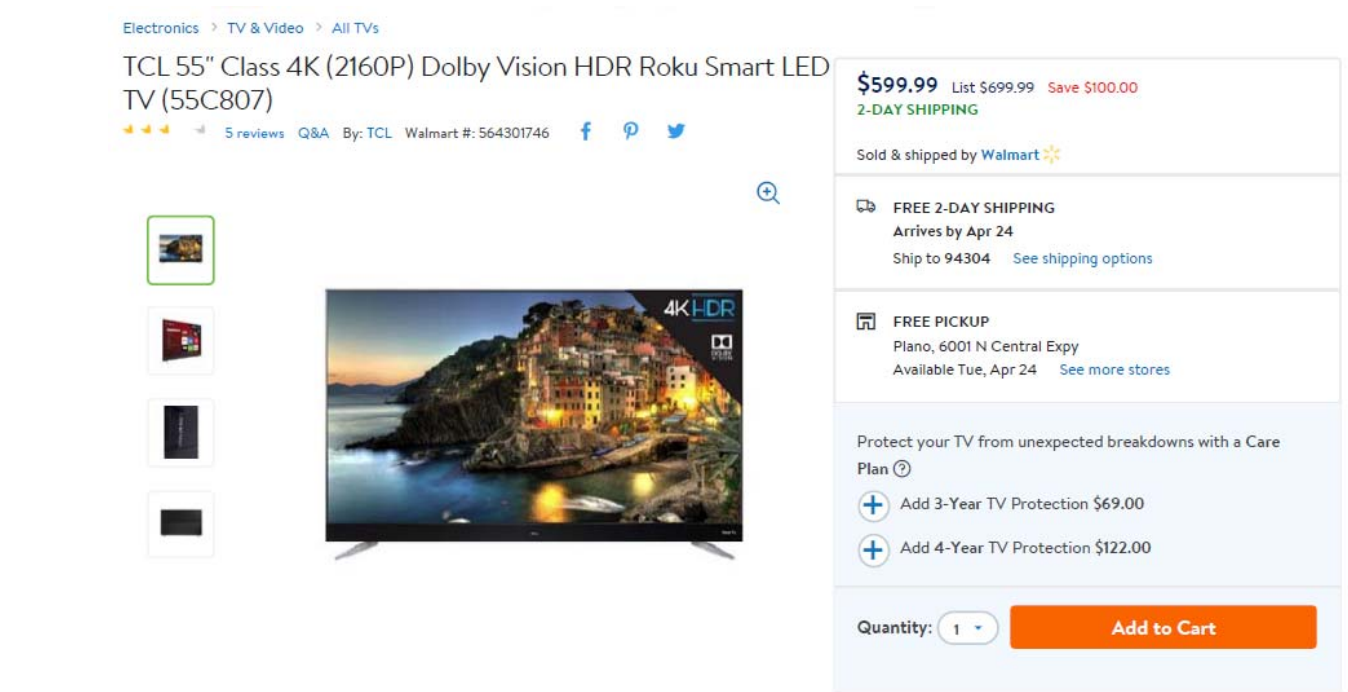 Electronics > TV & Video > All TVs
TCL 55" Class 4K (2160P) Dolby Vision HDR Roku Smart LED
TV (55C807)
5 reviews Q&A By: TCL Walmart #: 564301746
4K HDR
DOLBY
VISION
$599.99 List $699.99 Save $100.00
2-DAY SHIPPING
Sold & shipped by Walmart
FREE 2-DAY SHIPPING
Arrives by Apr 24
Ship to 94304 See shipping options
FREE PICKUP
Plano, 6001 N Central Expy
Available Tue, Apr 24 See more stores
Protect your TV from unexpected breakdowns with a Care
Plan ?
Add 3-Year TV Protection $69.00
Add 4-Year TV Protection $122.00
Quantity: 1 Add to Cart